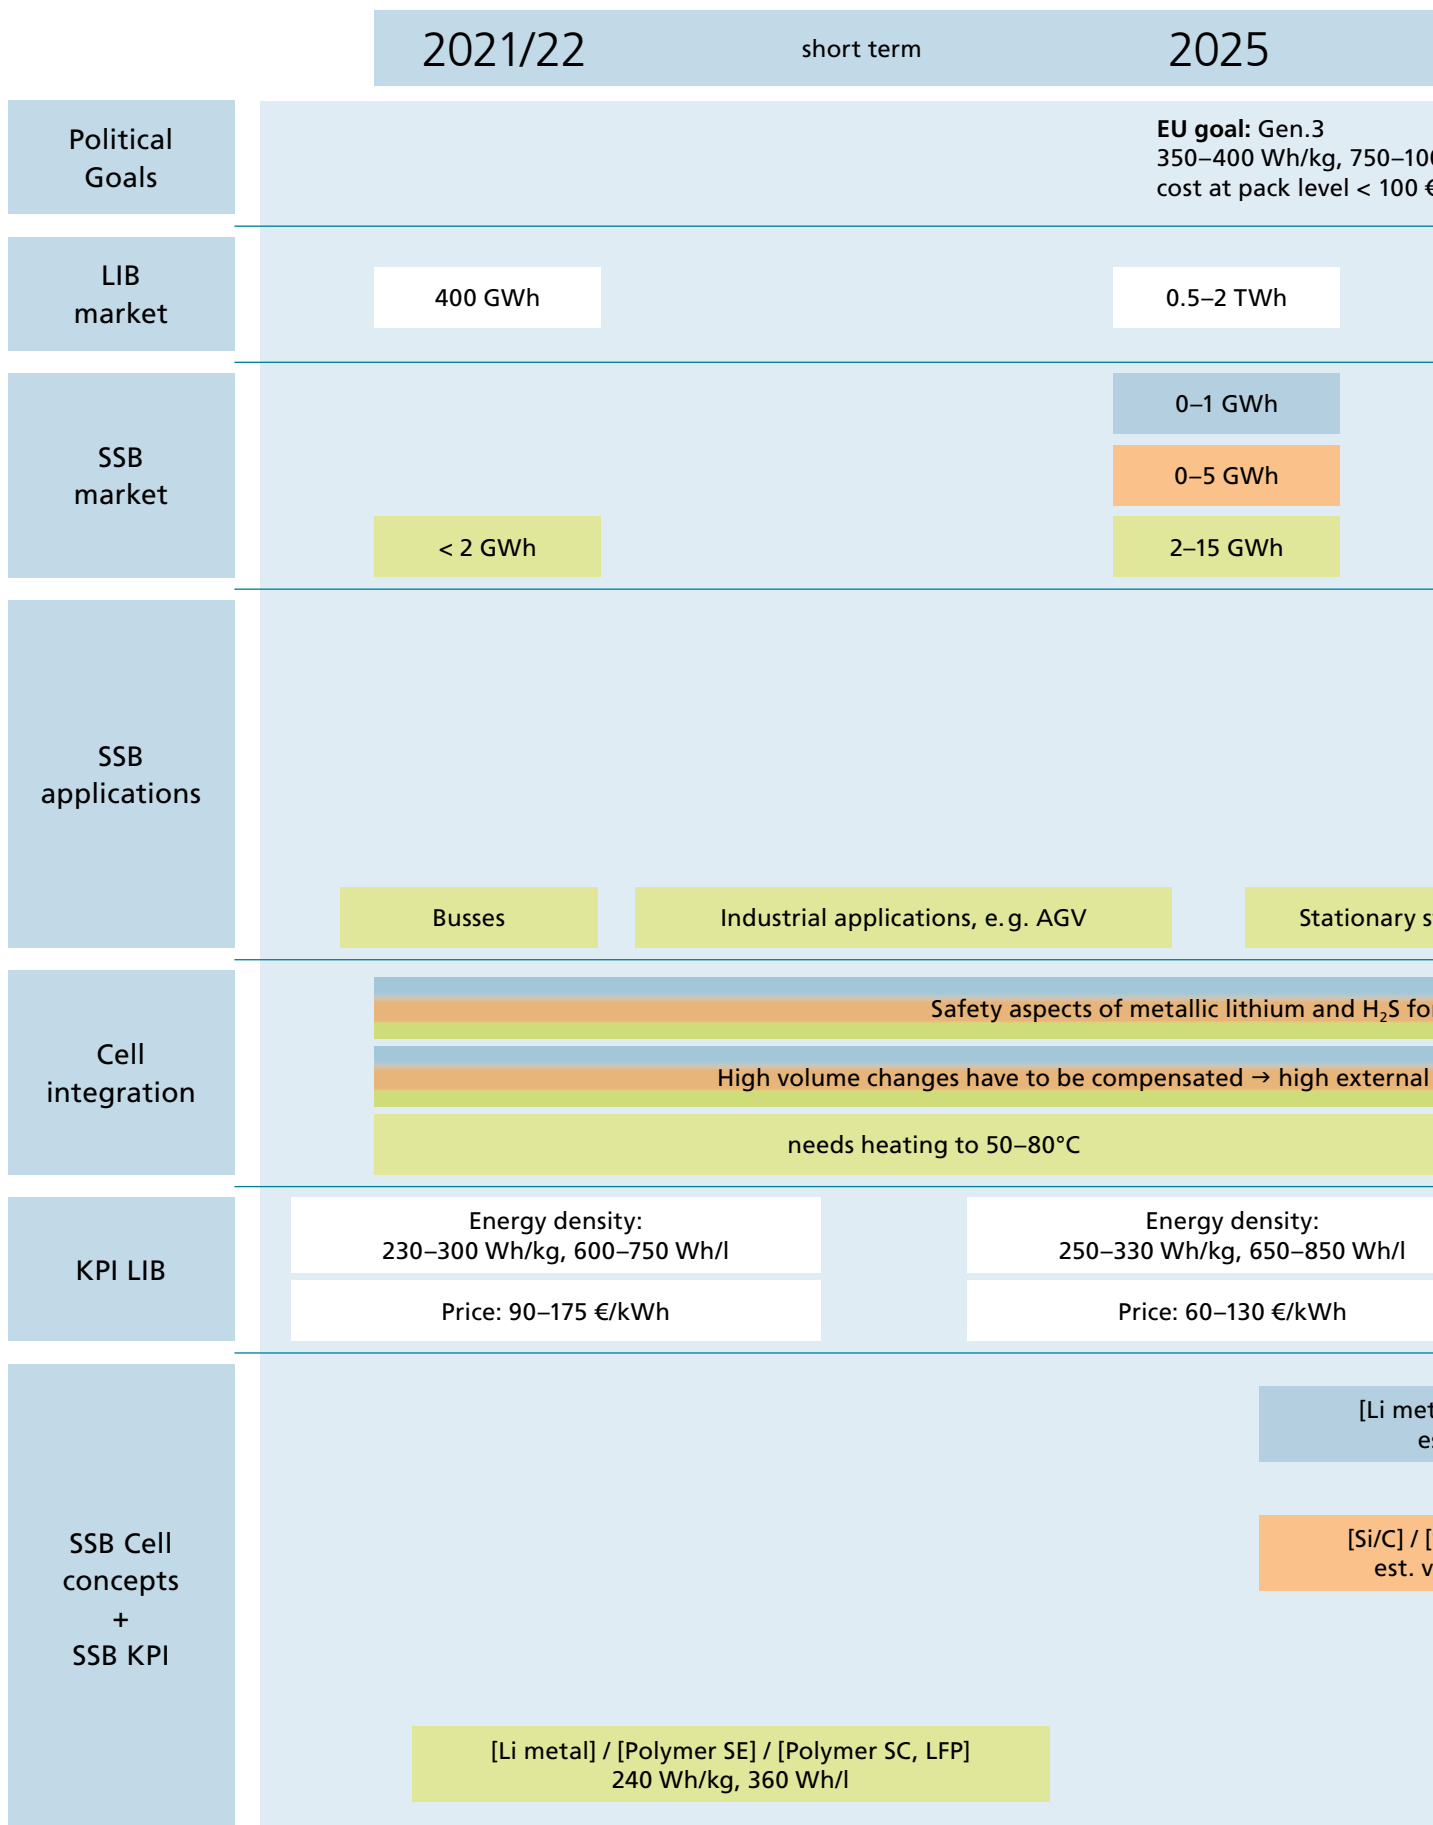 2021/22
short term
2025
Political
Goals
EU goal: Gen.3
350–400 Wh/kg, 750–100
cost at pack level < 100 €
LIB
market
400 GWh
0.5–2 TWh
SSB
market
0–1 GWh
0–5 GWh
< 2 GWh
2–15 GWh
SSB
applications
Busses
Industrial applications, e. g. AGV
Stationary s
Cell
integration
Safety aspects of metallic lithium and H₂S fo
High volume changes have to be compensated → high external
needs heating to 50–80°C
KPI LIB
Energy density:
230–300 Wh/kg, 600–750 Wh/l
Price: 90–175 €/kWh
Energy density:
250–330 Wh/kg, 650–850 Wh/l
Price: 60–130 €/kWh
SSB Cell
concepts
+
SSB KPI
[Li met
es
[Si/C] / [
est. v
[Li metal] / [Polymer SE] / [Polymer SC, LFP]
240 Wh/kg, 360 Wh/l